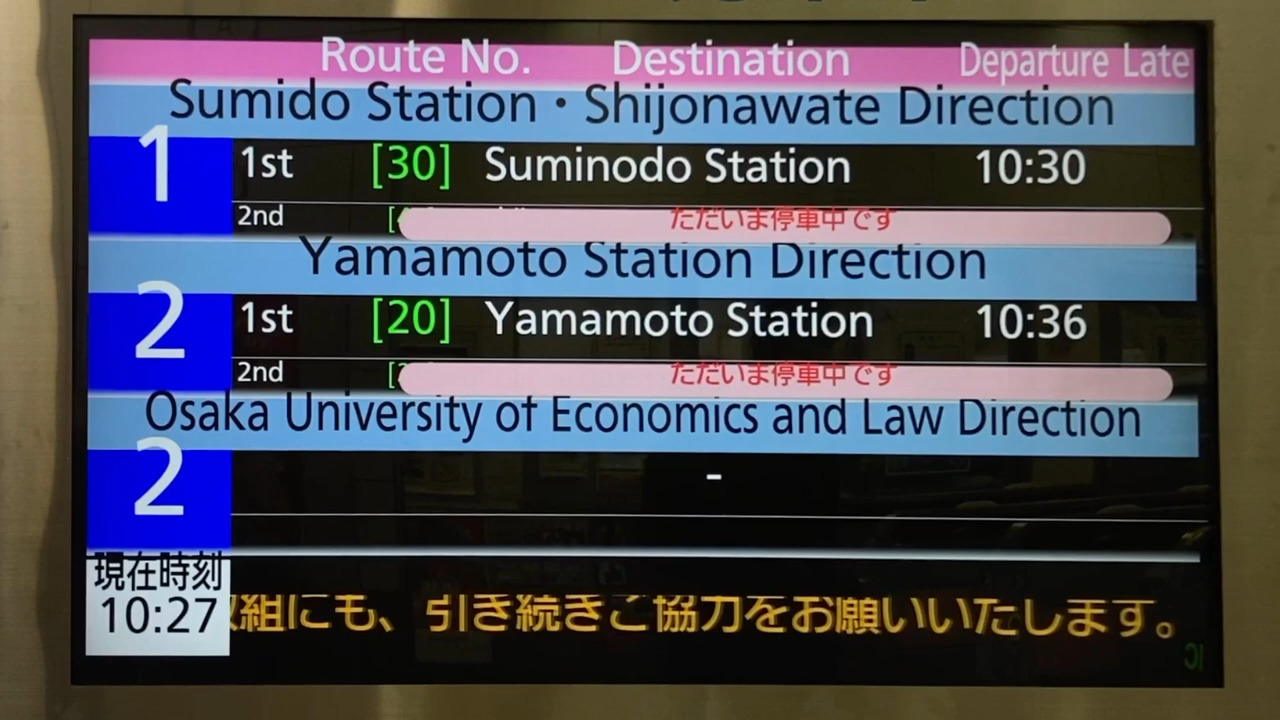 Route No. Destination Departure Late
Sumido Station・Shijonawate Direction
1
1st [30] Suminodo Station 10:30
2nd ただいま停車中です
Yamamoto Station Direction
2
1st [20] Yamamoto Station 10:36
2nd ただいま停車中です
Osaka University of Economics and Law Direction
2
-
現在時刻
10:27
組にも、引き続きご協力をお願いいたします。